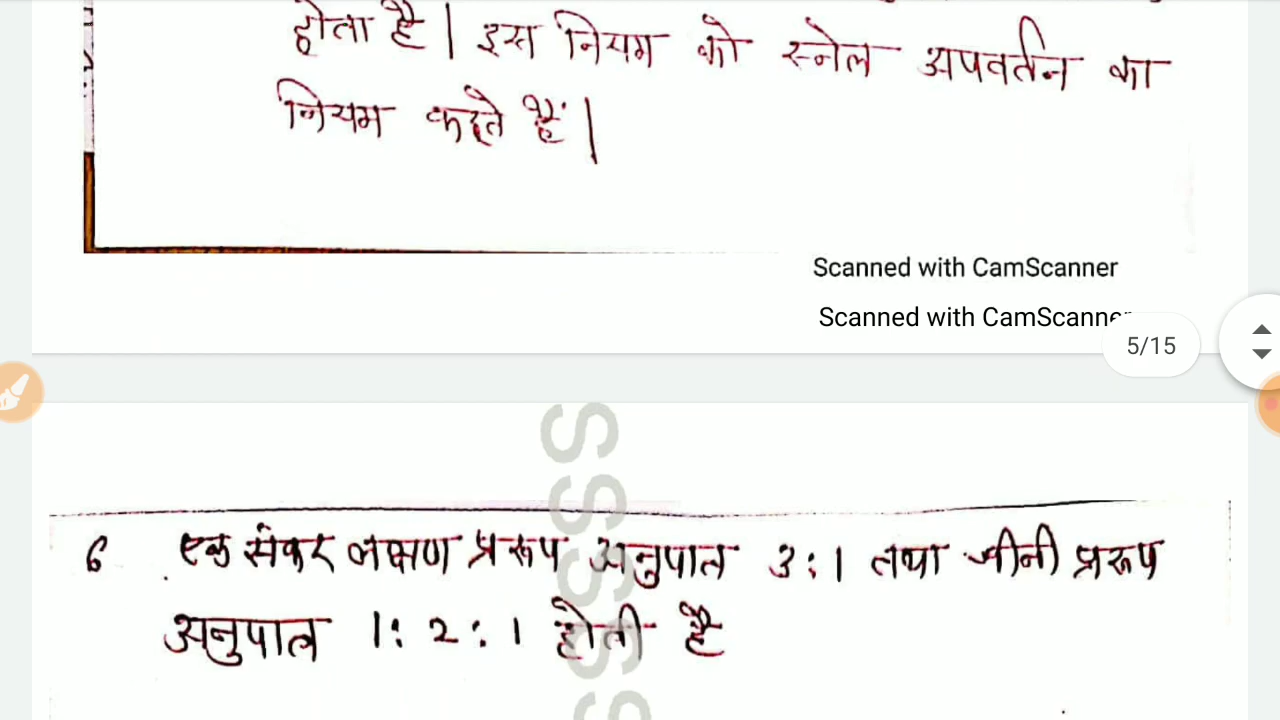 होता है| इस नियम को स्नेल अपवर्तन का
नियम कहते हैं|
Scanned with CamScanner
Scanned with CamScanner
5/15
SSSS
6 एक संकर लक्षण प्ररूप अनुपात 3:1 तथा जीनी प्ररूप
अनुपात 1:2:1 होती है